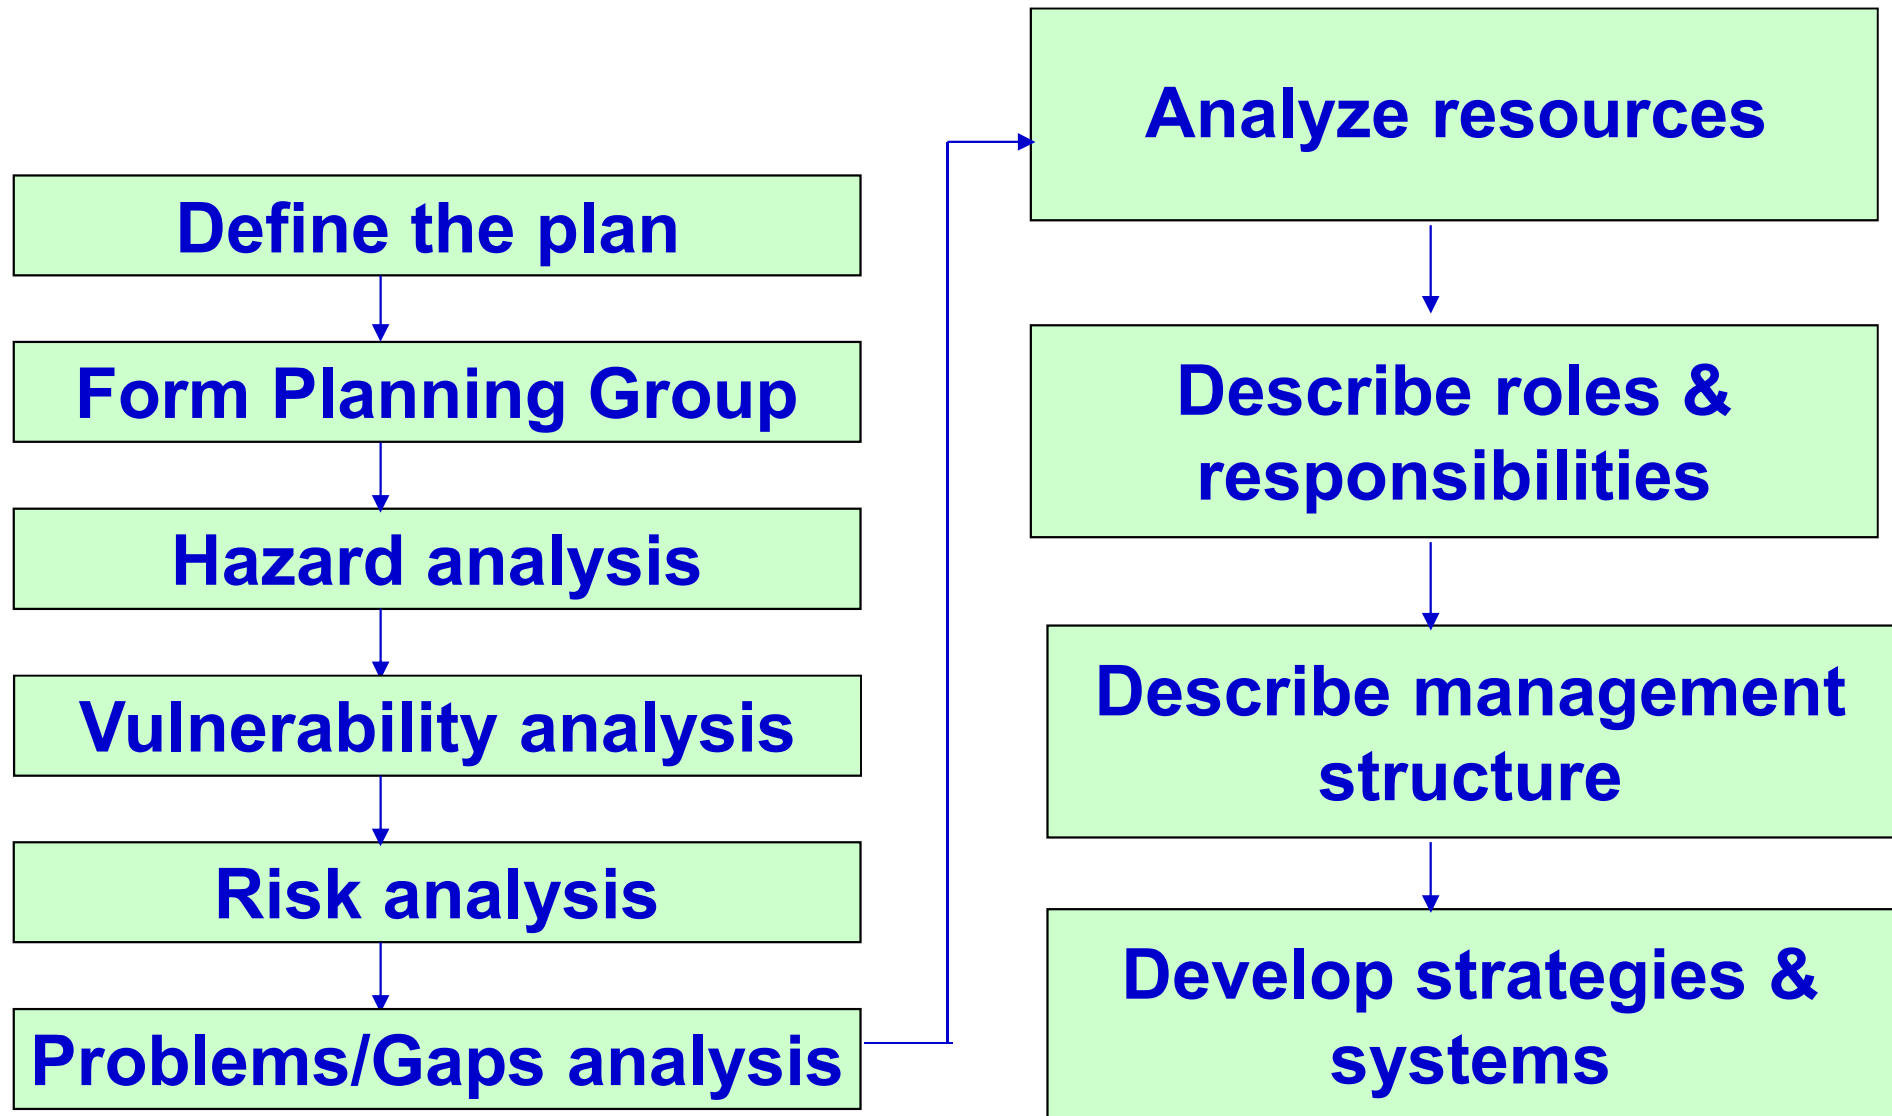 Define the plan
Form Planning Group
Hazard analysis
Vulnerability analysis
Risk analysis
Problems/Gaps analysis
Analyze resources
Describe roles &
responsibilities
Describe management
structure
Develop strategies &
systems